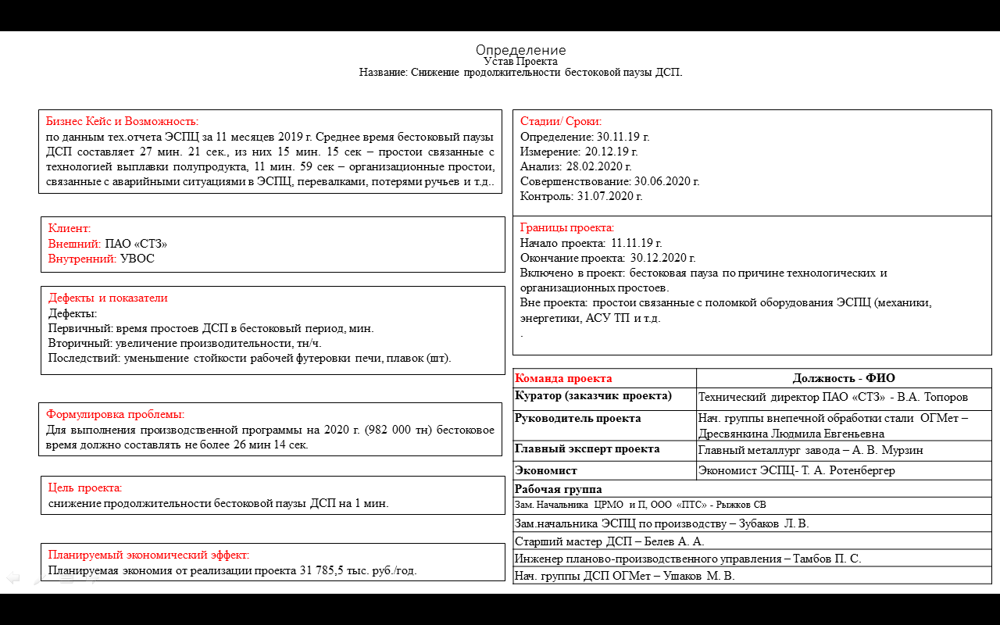 Определение
Устав Проекта
Название: Снижение продолжительности бестоковой паузы ДСП.
Бизнес Кейс и Возможность:
по данным тех.отчета ЭСПЦ за 11 месяцев 2019 г. Среднее время бестоковый паузы
ДСП составляет 27 мин. 21 сек., из них 15 мин. 15 сек – простои связанные с
технологией выплавки полупродукта, 11 мин. 59 сек – организационные простои,
связанные с аварийными ситуациями в ЭСПЦ, перевалками, потерями ручьев и т.д..
Клиент:
Внешний: ПАО «СТЗ»
Внутренний: УВОС
Дефекты и показатели
Дефекты:
Первичный: время простоев ДСП в бестоковый период, мин.
Вторичный: увеличение производительности, тн/ч.
Последствий: уменьшение стойкости рабочей футеровки печи, плавок (шт).
Формулировка проблемы:
Для выполнения производственной программы на 2020 г. (982 000 тн) бестоковое
время должно составлять не более 26 мин 14 сек.
Цель проекта:
снижение продолжительности бестоковой паузы ДСП на 1 мин.
Планируемый экономический эффект:
Планируемая экономия от реализации проекта 31 785,5 тыс. руб./год.
Стадии/ Сроки:
Определение: 30.11.19 г.
Измерение: 20.12.19 г.
Анализ: 28.02.2020 г.
Совершенствование: 30.06.2020 г.
Контроль: 31.07.2020 г.
Границы проекта:
Начало проекта: 11.11.19 г.
Окончание проекта: 30.12.2020 г.
Включено в проект: бестоковая пауза по причине технологических и
организационных простоев.
Вне проекта: простои связанные с поломкой оборудования ЭСПЦ (механики,
энергетики, АСУ ТП и т.д.
.
Команда проекта Должность - ФИО
Куратор (заказчик проекта) Технический директор ПАО «СТЗ» - В.А. Топоров
Руководитель проекта Нач. группы внепечной обработки стали ОГМет –
Дресвянкина Людмила Евгеньевна
Главный эксперт проекта Главный металлург завода – А. В. Мурзин
Экономист Экономист ЭСПЦ- Т. А. Ротенбергер
Рабочая группа
Зам. Начальника ЦРМО и П, ООО «ПТС» - Рыжков СВ
Зам.начальника ЭСПЦ по производству – Зубаков Л. В.
Старший мастер ДСП – Белев А. А.
Инженер планово-производственного управления – Тамбов П. С.
Нач. группы ДСП ОГМет – Ушаков М. В.